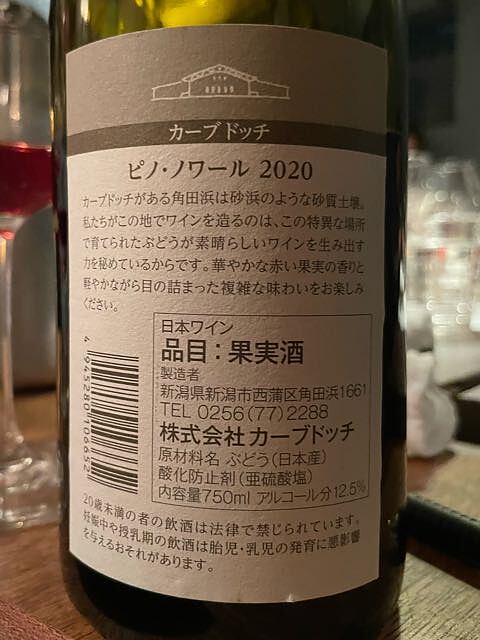 カーブドッチ
ピノ・ノワール 2020
カーブドッチがある角田浜は砂浜のような砂質土壌。
私たちがこの地でワインを造るのは、この特異な場所
で育てられたぶどうが素晴らしいワインを生み出す
力を秘めているからです。華やかな赤い果実の香りと
軽やかながら目の詰まった複雑な味わいをお楽しみ
ください。
日本ワイン
品目：果実酒
製造者
新潟県新潟市西蒲区角田浜1661
TEL 0256(77)2288
株式会社カーブドッチ
原材料名 ぶどう(日本産)
酸化防止剤(亜硫酸塩)
内容量750ml アルコール分12.5%
4945280106652
20歳未満の者の飲酒は法律で禁じられています。
妊娠中や授乳期の飲酒は胎児・乳児の発育に悪影響
を与えるおそれがあります。